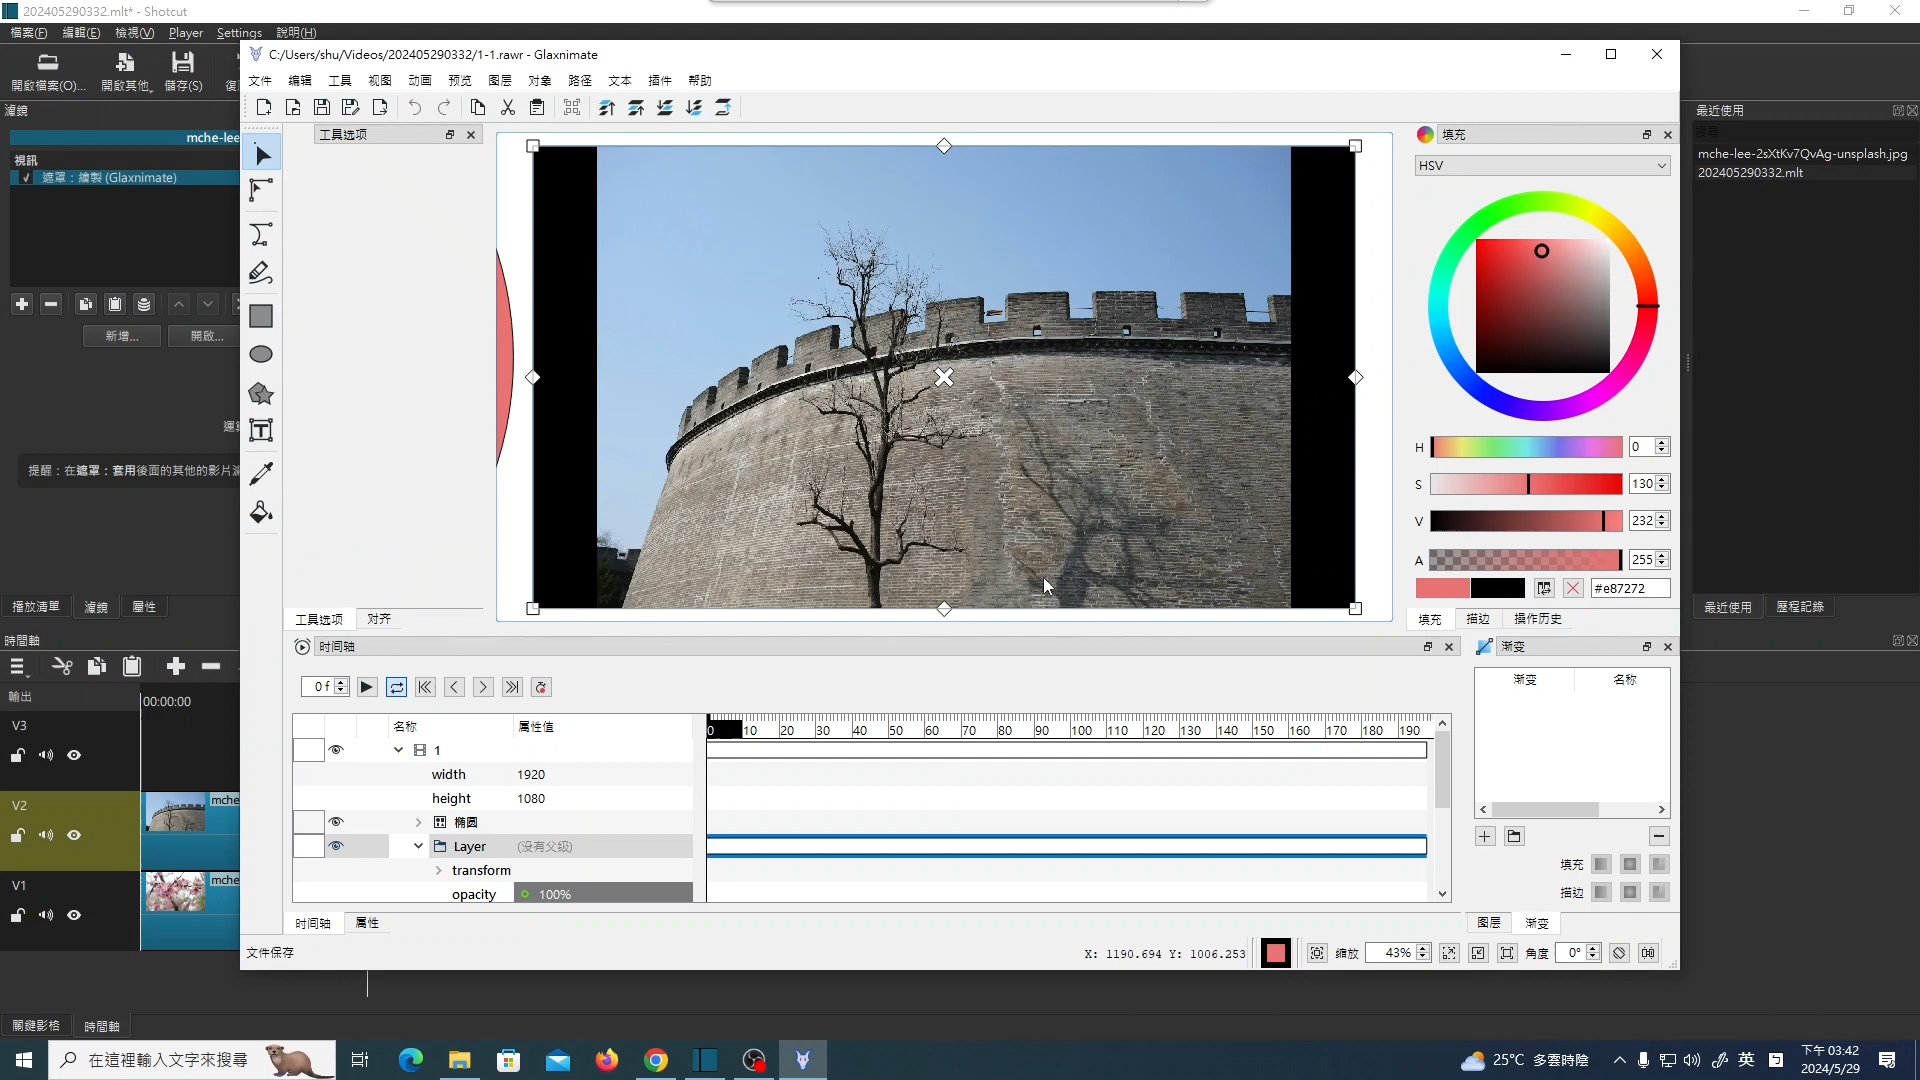 202405290332.mlt* - Shotcut
檔案(F) 編輯(E) 檢視(V) Player Settings 說明(H)
開啟檔案(O)... 開啟其他... 儲存(S) 復
濾鏡
mche-lee
視訊
遮罩：繪製 (Glaxnimate)
新增... 開啟...
提醒：在遮罩：套用後面的其他的影片濾
播放清單 濾鏡 屬性
時間軸
輸出
00:00:00
V3
V2
mche
V1
mche
關鍵影格 時間軸
C:/Users/shu/Videos/202405290332/1-1.rawr - Glaxnimate
文件 编辑 工具 视图 动画 预览 图层 对象 路径 文本 插件 帮助
工具选项
工具选项 对齐
填充
HSV
H 0
S 130
V 232
A 255
#e87272
填充 描边 操作历史
时间轴
0 f
名称 属性值
0 10 20 30 40 50 60 70 80 90 100 110 120 130 140 150 160 170 180 190
1
width 1920
height 1080
椭圆
Layer (没有父级)
transform
opacity 100%
时间轴 属性
渐变
渐变 名称
填充
描边
图层 渐变
文件保存
X: 1190.694 Y: 1006.253
缩放 43%
角度 0°
最近使用
搜尋
mche-lee-2sXtKv7QvAg-unsplash.jpg
202405290332.mlt
最近使用 歷程記錄
在這裡輸入文字來搜尋
25°C 多雲時陰
英
下午 03:42
2024/5/29